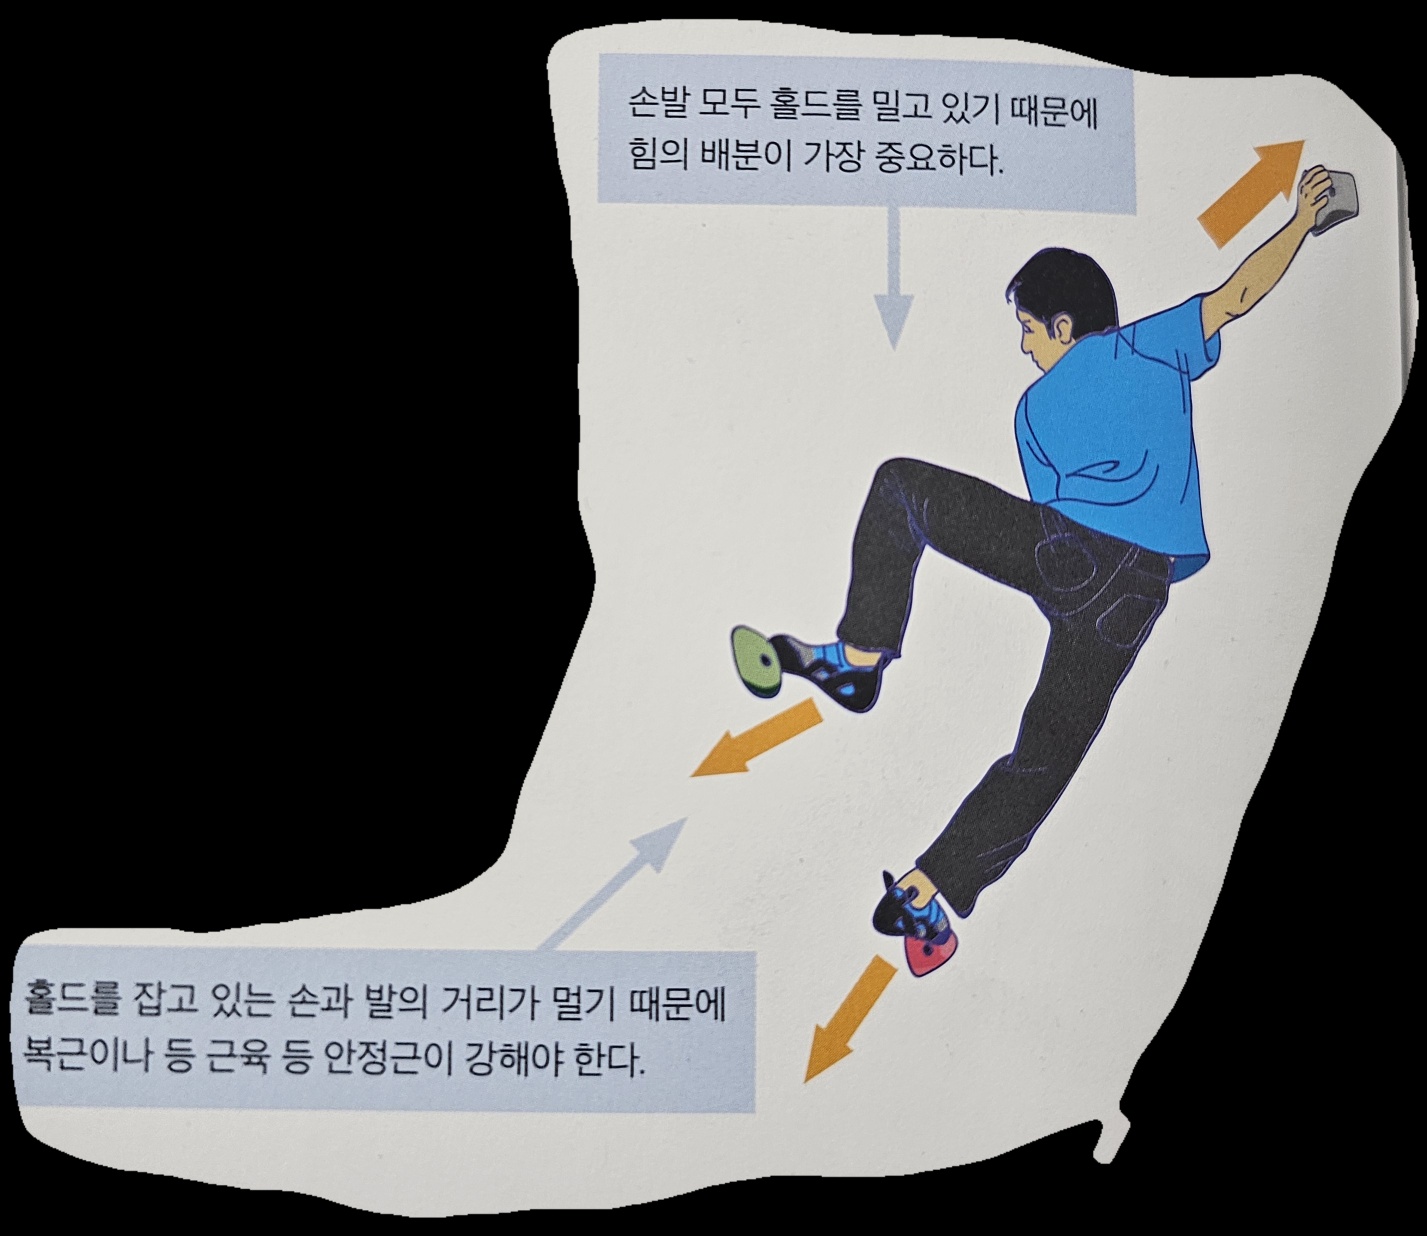 손발 모두 홀드를 밀고 있기 때문에
힘의 배분이 가장 중요하다.
홀드를 잡고 있는 손과 발의 거리가 멀기 때문에
복근이나 등 근육 등 안정근이 강해야 한다.